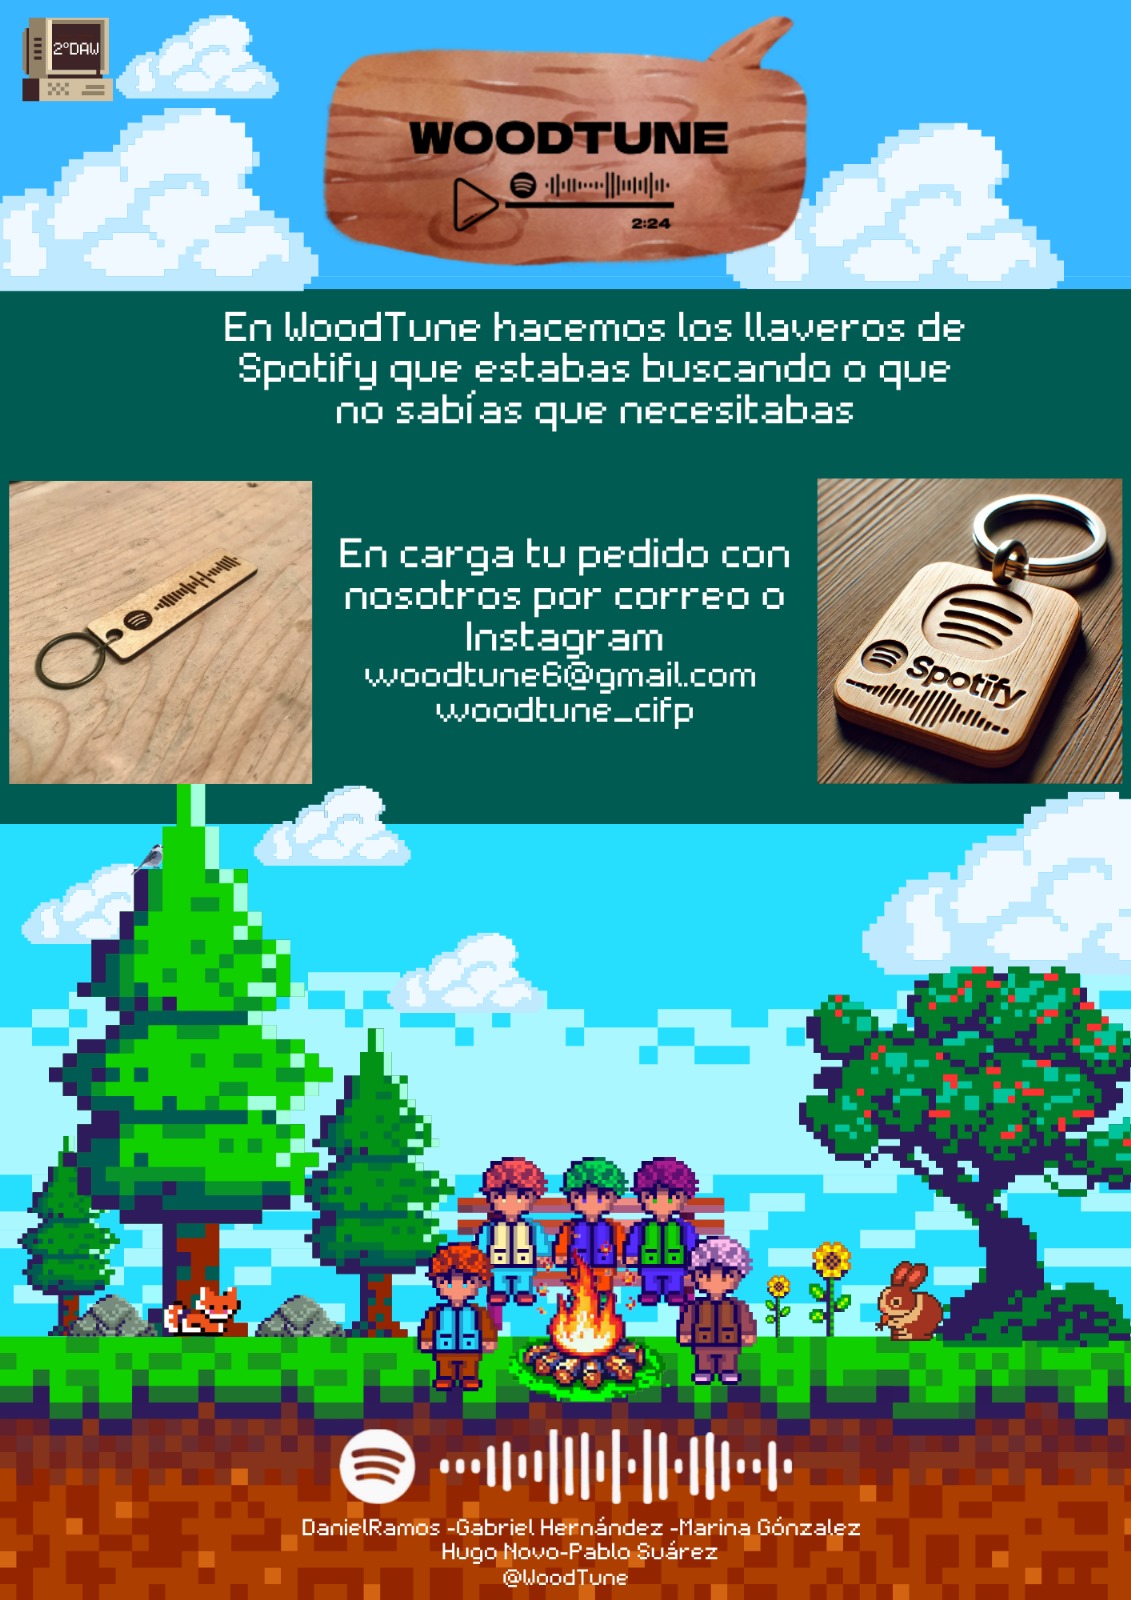 2ºDAW
WOODTUNE
2:24
En WoodTune hacemos los llaveros de
Spotify que estabas buscando o que
no sabías que necesitabas
En carga tu pedido con
nosotros por correo o
Instagram
woodtune6@gmail.com
woodtune_cifp
Spotify
DanielRamos -Gabriel Hernández -Marina Gónzalez
Hugo Novo-Pablo Suárez
@WoodTune